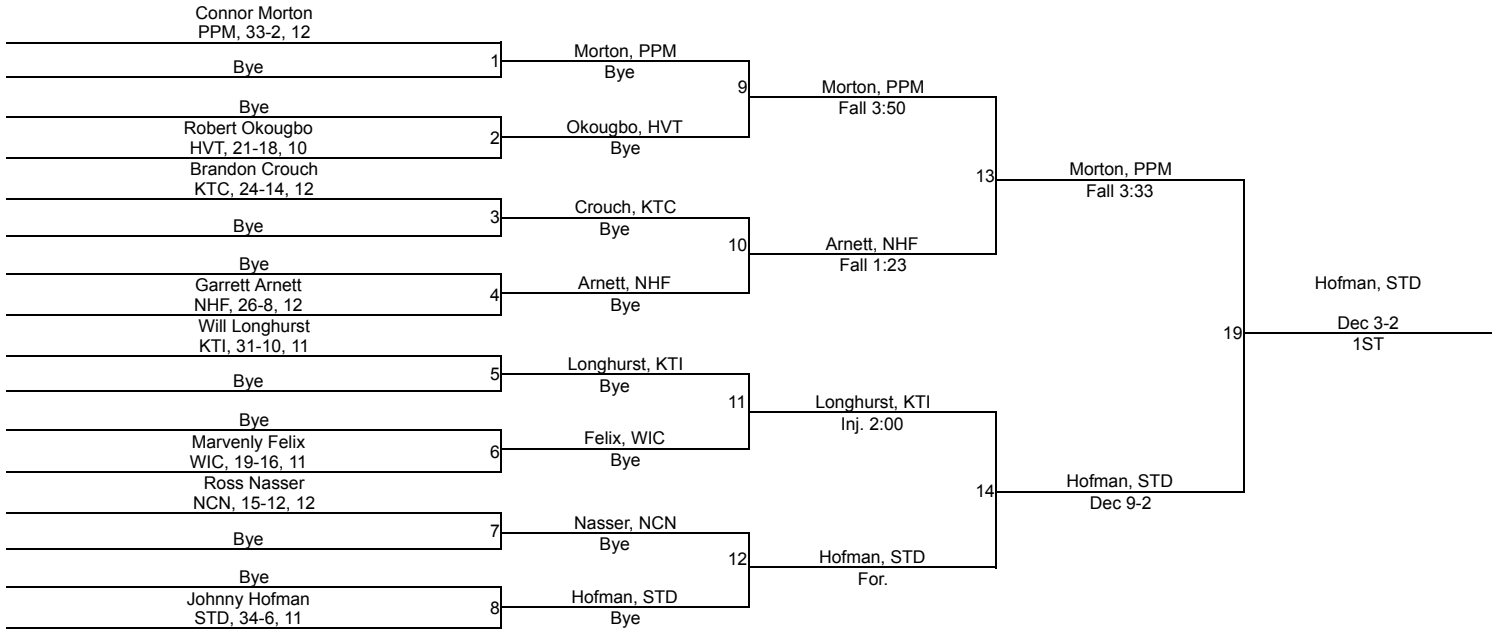 Connor Morton
PPM, 33-2, 12
Bye
1
Bye
Robert Okougbo
HVT, 21-18, 10
2
Brandon Crouch
KTC, 24-14, 12
Bye
3
Bye
Garrett Arnett
NHF, 26-8, 12
4
Will Longhurst
KTI, 31-10, 11
Bye
5
Bye
Marvenly Felix
WIC, 19-16, 11
6
Ross Nasser
NCN, 15-12, 12
Bye
7
Bye
Johnny Hofman
STD, 34-6, 11
8
Morton, PPM
Bye
9
Okougbo, HVT
Bye
Crouch, KTC
Bye
10
Arnett, NHF
Bye
Longhurst, KTI
Bye
11
Felix, WIC
Bye
Nasser, NCN
Bye
12
Hofman, STD
Bye
Morton, PPM
Fall 3:50
13
Arnett, NHF
Fall 1:23
Longhurst, KTI
Inj. 2:00
14
Hofman, STD
For.
Morton, PPM
Fall 3:33
19
Hofman, STD
Dec 9-2
Hofman, STD
Dec 3-2
1ST